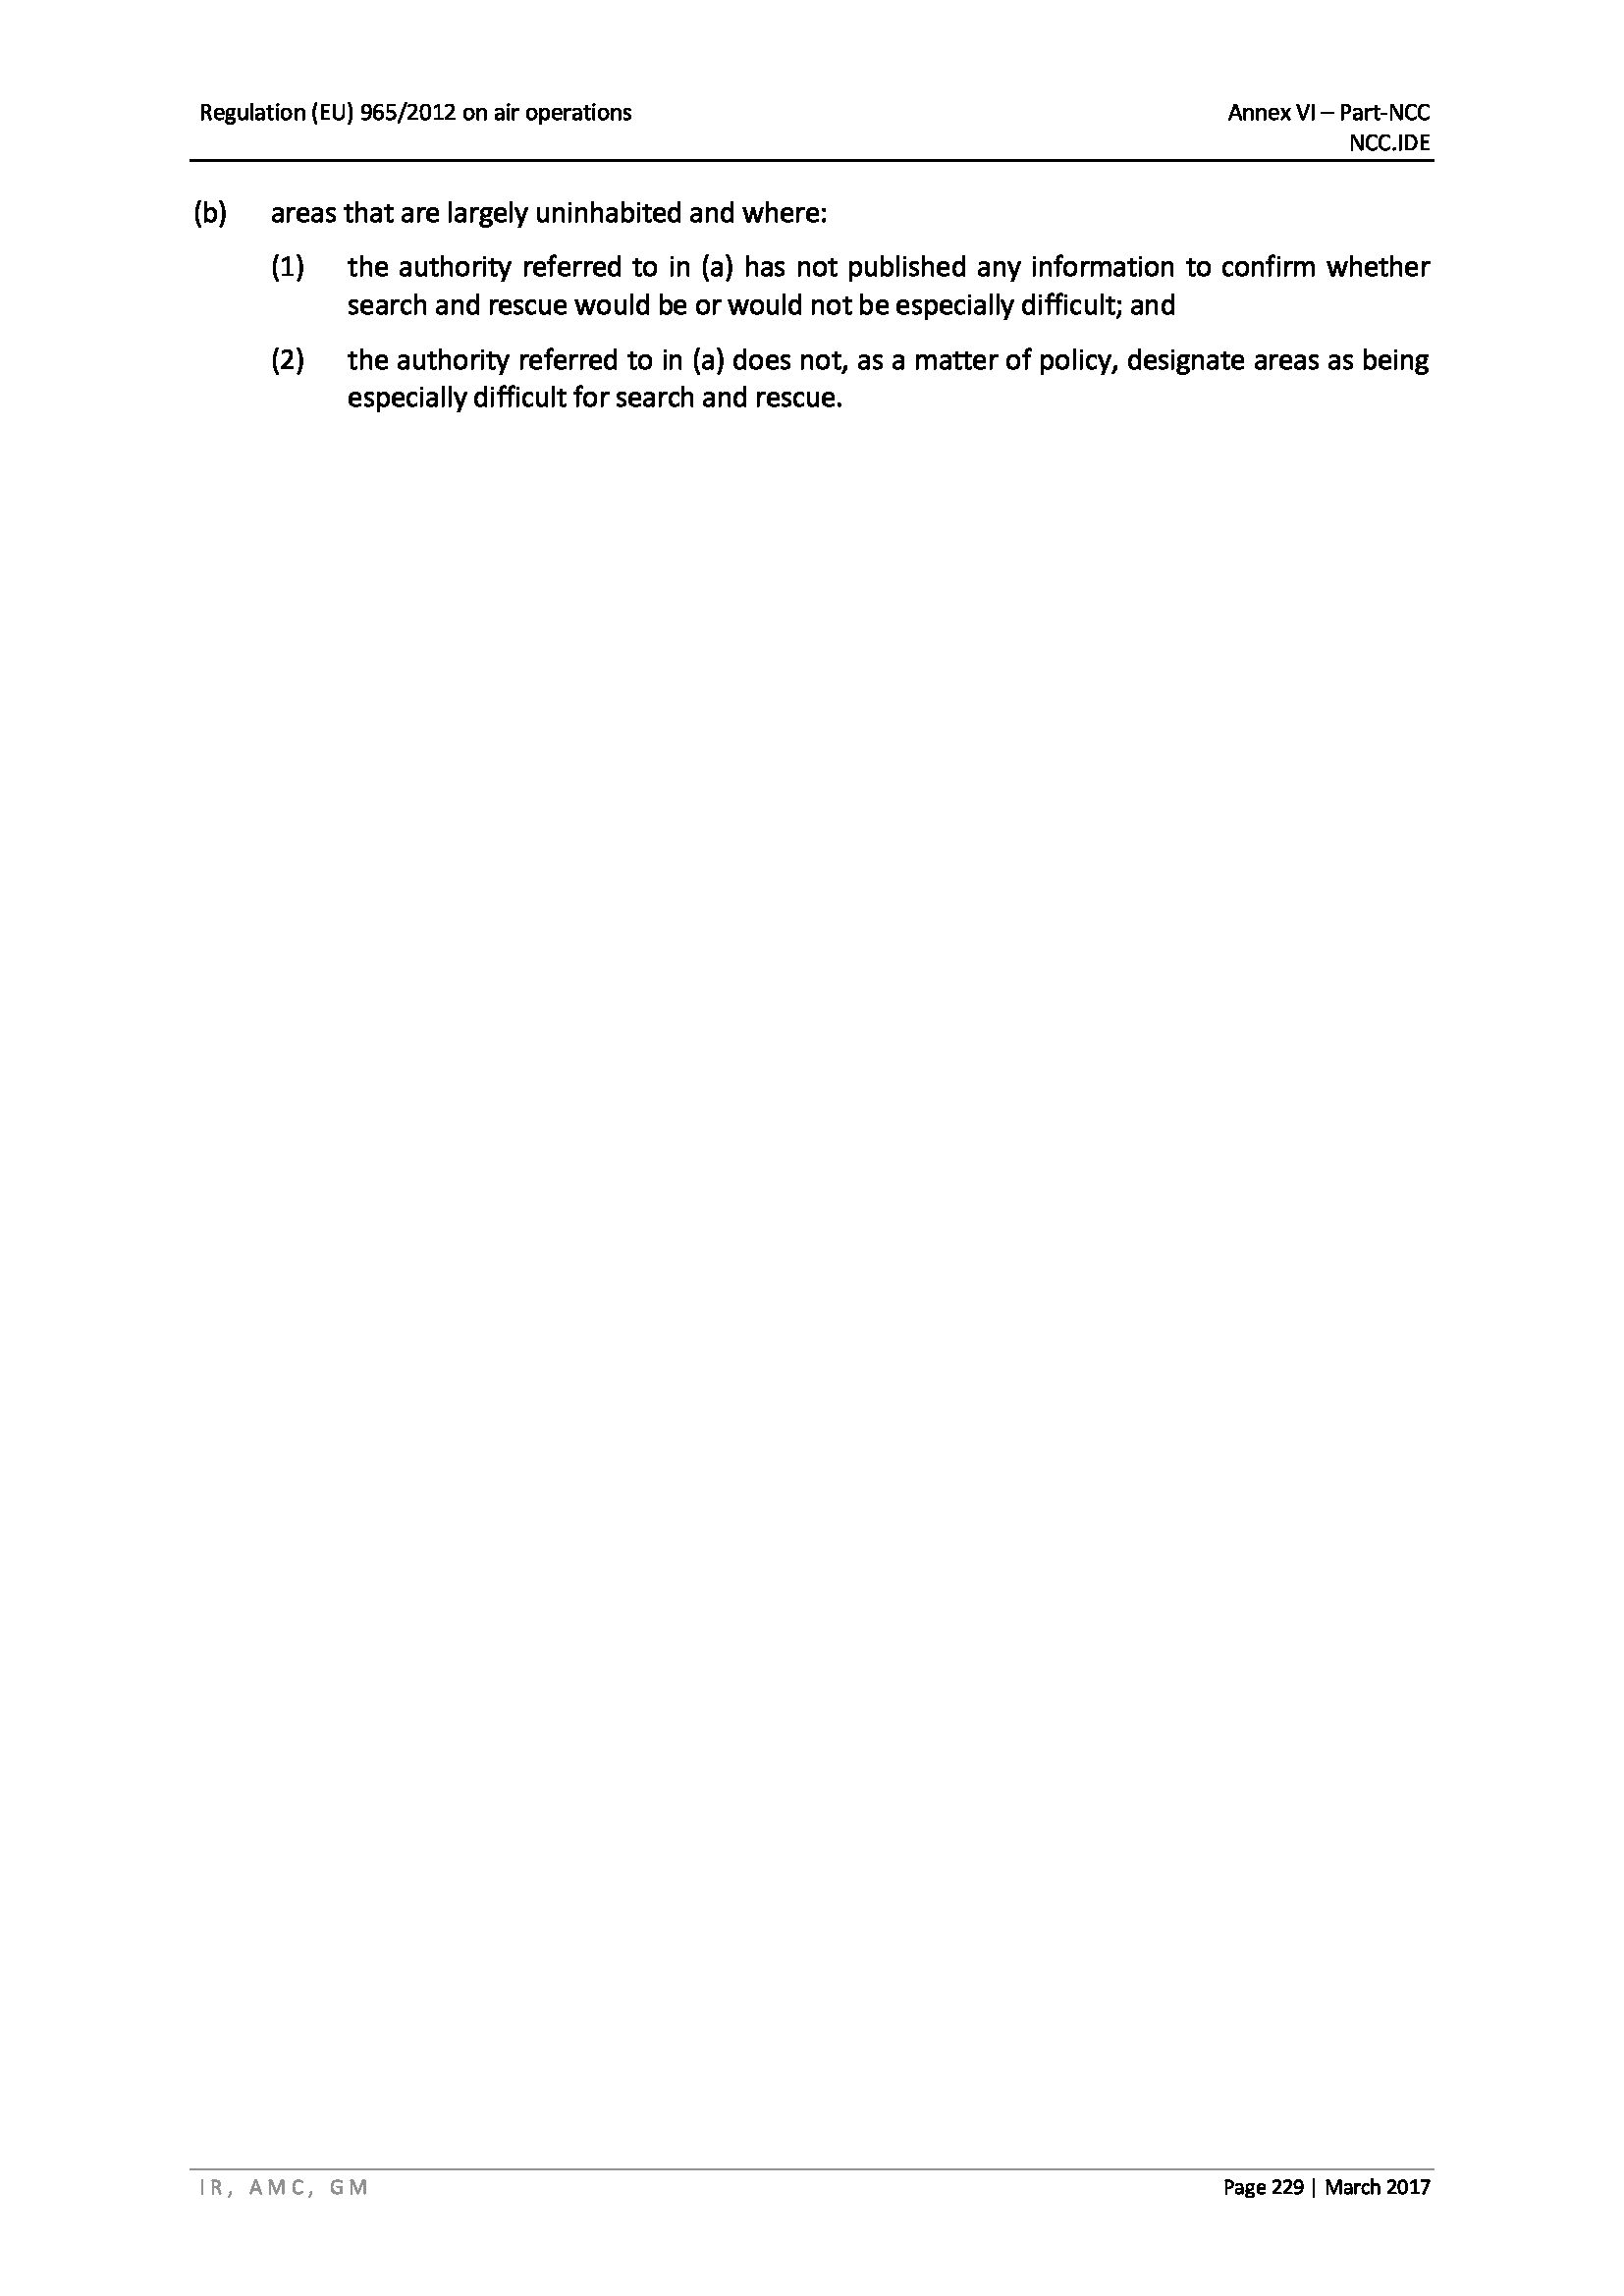 Regulation (EU) 965/2012 on air operations
Annex VI – Part-NCC
NCC.IDE
(b) areas that are largely uninhabited and where:
(1) the authority referred to in (a) has not published any information to confirm whether
search and rescue would be or would not be especially difficult; and
(2) the authority referred to in (a) does not, as a matter of policy, designate areas as being
especially difficult for search and rescue.
IR, AMC, GM
Page 229 | March 2017